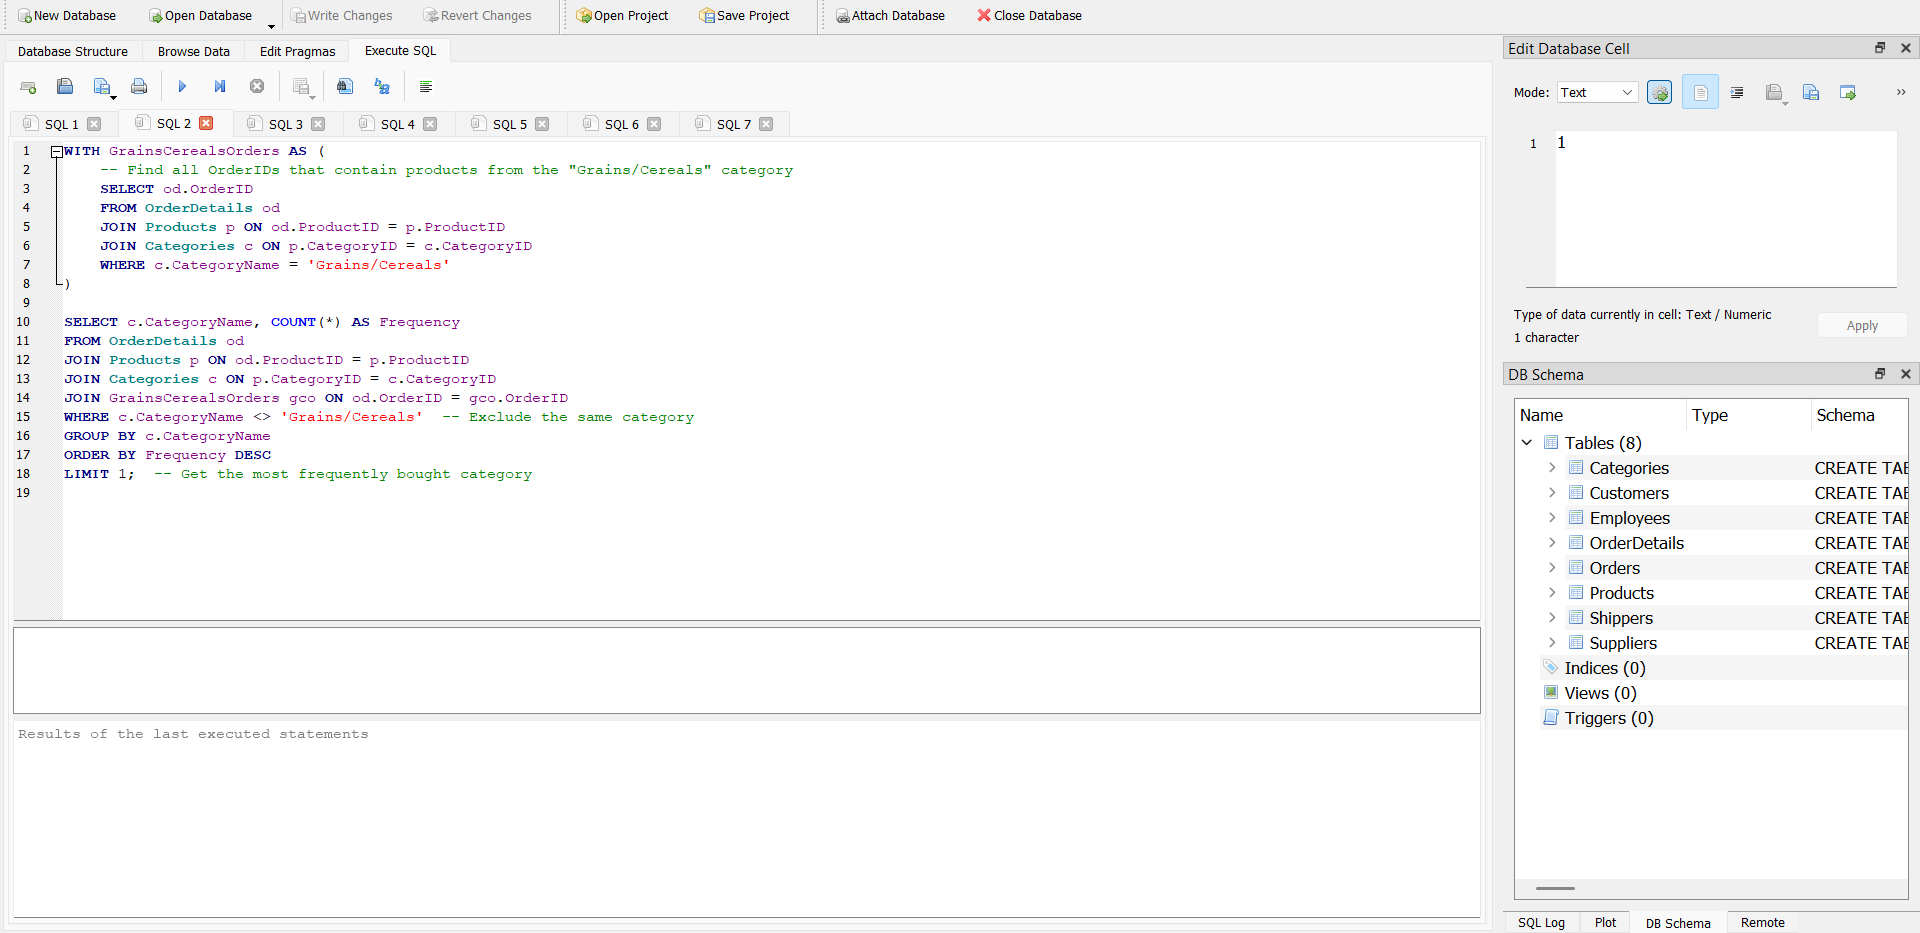 New Database Open Database Write Changes Revert Changes Open Project Save Project Attach Database Close Database
Database Structure Browse Data Edit Pragmas Execute SQL
SQL 1 SQL 2 SQL 3 SQL 4 SQL 5 SQL 6 SQL 7
1 WITH GrainsCerealsOrders AS (
2 -- Find all OrderIDs that contain products from the "Grains/Cereals" category
3 SELECT od.OrderID
4 FROM OrderDetails od
5 JOIN Products p ON od.ProductID = p.ProductID
6 JOIN Categories c ON p.CategoryID = c.CategoryID
7 WHERE c.CategoryName = 'Grains/Cereals'
8 )
9
10 SELECT c.CategoryName, COUNT(*) AS Frequency
11 FROM OrderDetails od
12 JOIN Products p ON od.ProductID = p.ProductID
13 JOIN Categories c ON p.CategoryID = c.CategoryID
14 JOIN GrainsCerealsOrders gco ON od.OrderID = gco.OrderID
15 WHERE c.CategoryName <> 'Grains/Cereals' -- Exclude the same category
16 GROUP BY c.CategoryName
17 ORDER BY Frequency DESC
18 LIMIT 1; -- Get the most frequently bought category
19
Results of the last executed statements
Edit Database Cell
Mode: Text »
1 1
Type of data currently in cell: Text / Numeric
1 character
Apply
DB Schema
Name Type Schema
Tables (8)
Categories CREATE TAB
Customers CREATE TAB
Employees CREATE TAB
OrderDetails CREATE TAB
Orders CREATE TAB
Products CREATE TAB
Shippers CREATE TAB
Suppliers CREATE TAB
Indices (0)
Views (0)
Triggers (0)
SQL Log Plot DB Schema Remote